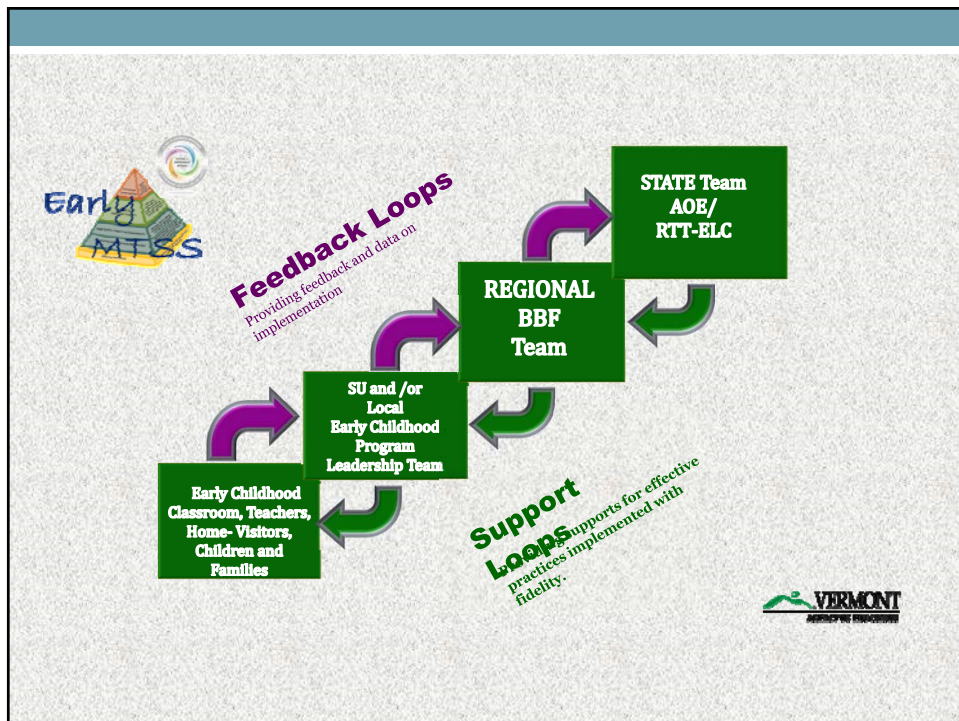 Early
MTSS
Feedback Loops
Providing feedback and data on
implementation
STATE Team
AOE/
RTT-ELC
REGIONAL
BBF
Team
SU and /or
Local
Early Childhood
Program
Leadership Team
Early Childhood
Classroom, Teachers,
Home- Visitors,
Children and
Families
Support
Loops
supports for effective
practices implemented with
fidelity.
VERMONT